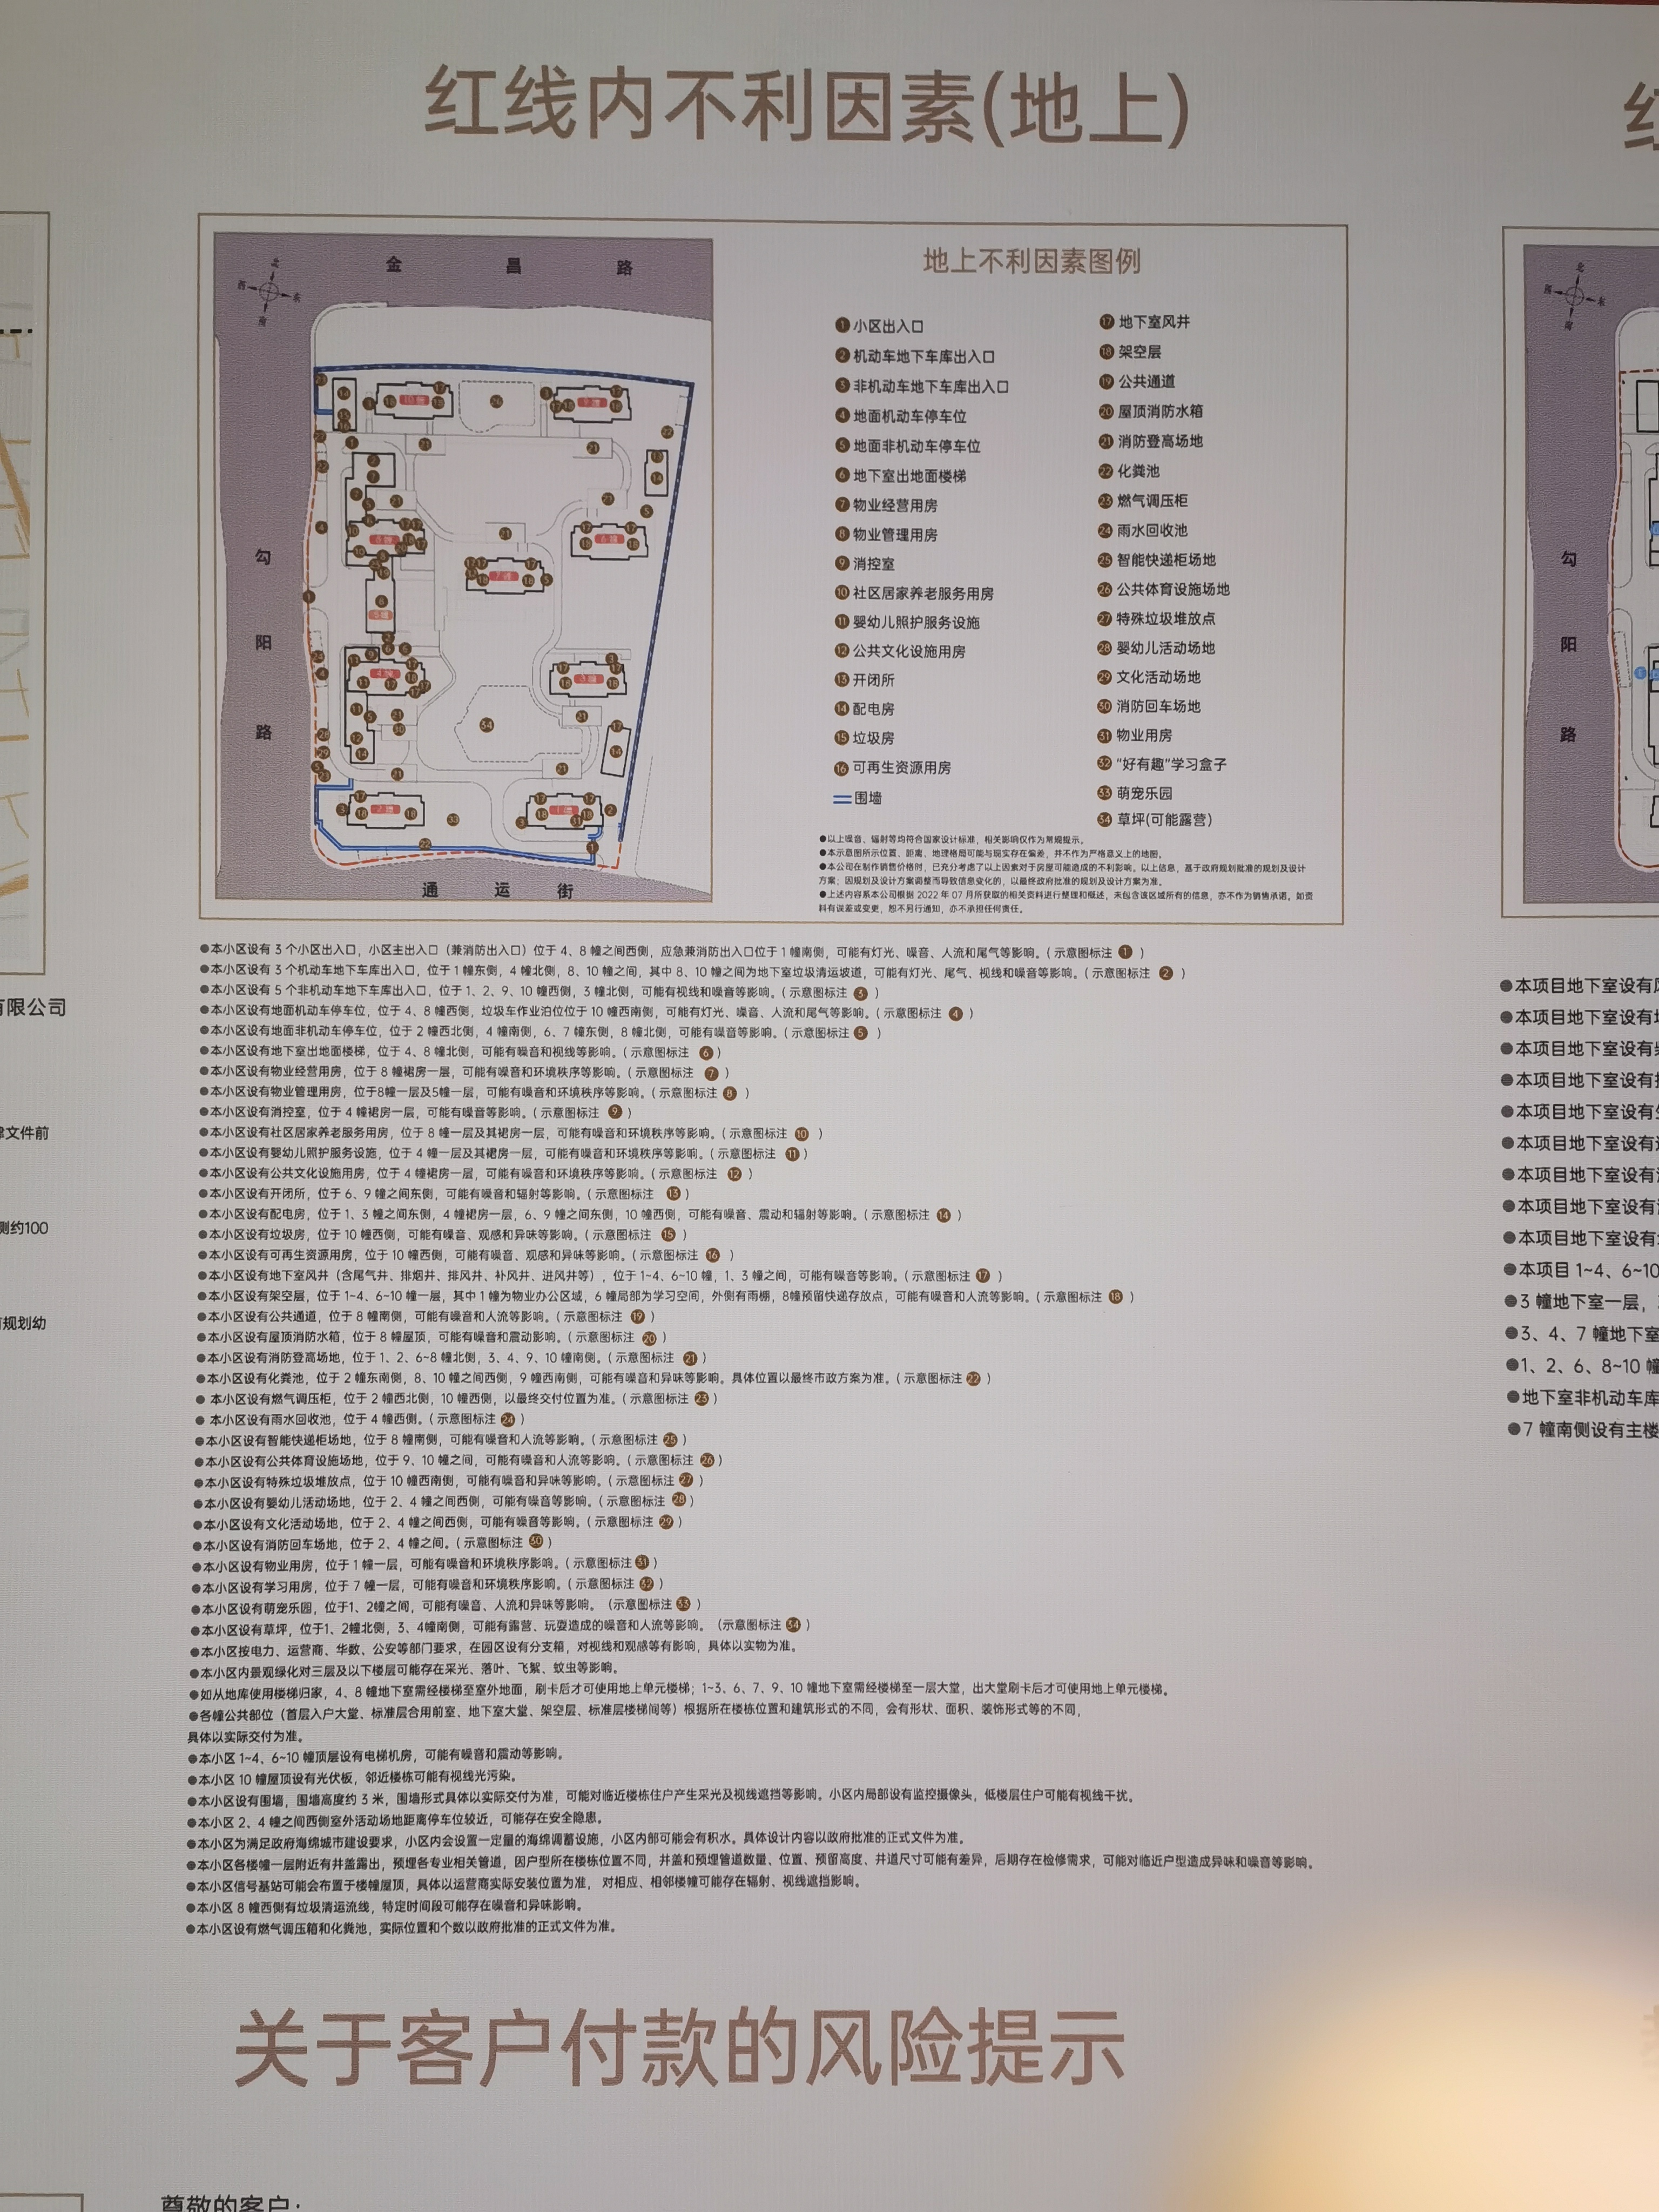 红线内不利因素(地上)
金 昌 路
北
西 东
南
勾
阳
路
通 运 街
10幢
9幢
8幢
6幢
7幢
5幢
4幢
3幢
2幢
1幢
地上不利因素图例
1 小区出入口
2 机动车地下车库出入口
3 非机动车地下车库出入口
4 地面机动车停车位
5 地面非机动车停车位
6 地下室出地面楼梯
7 物业经营用房
8 物业管理用房
9 消控室
10 社区居家养老服务用房
11 婴幼儿照护服务设施
12 公共文化设施用房
13 开闭所
14 配电房
15 垃圾房
16 可再生资源用房
围墙
17 地下室风井
18 架空层
19 公共通道
20 屋顶消防水箱
21 消防登高场地
22 化粪池
23 燃气调压柜
24 雨水回收池
25 智能快递柜场地
26 公共体育设施场地
27 特殊垃圾堆放点
28 婴幼儿活动场地
29 文化活动场地
30 消防回车场地
31 物业用房
32 “好有趣”学习盒子
33 萌宠乐园
34 草坪(可能露营)
●以上噪音、辐射等均符合国家设计标准，相关影响仅作为常规提示。
●本示意图所示位置、距离、地理格局可能与现实存在偏差，并不作为严格意义上的地图。
●本公司在制作销售价格时，已充分考虑了以上因素对于房屋可能造成的不利影响。以上信息，基于政府规划批准的规划及设计
方案；因规划及设计方案调整而导致信息变化的，以最终政府批准的规划及设计方案为准。
●上述内容系本公司根据 2022 年 07 月所获取的相关资料进行整理和概述，未包含该区域所有的信息，亦不作为销售承诺。如资
料有误差或变更，恕不另行通知，亦不承担任何责任。
●本小区设有 3 个小区出入口，小区主出入口（兼消防出入口）位于 4、8 幢之间西侧，应急兼消防出入口位于 1 幢南侧，可能有灯光、噪音、人流和尾气等影响。( 示意图标注 1 )
●本小区设有 3 个机动车地下车库出入口，位于 1 幢东侧，4 幢北侧，8、10 幢之间，其中 8、10 幢之间为地下室垃圾清运坡道，可能有灯光、尾气、视线和噪音等影响。( 示意图标注 2 )
●本小区设有 5 个非机动车地下车库出入口，位于 1、2、9、10 幢西侧，3 幢北侧，可能有视线和噪音等影响。( 示意图标注 3 )
●本小区设有地面机动车停车位，位于 4、8 幢西侧，垃圾车作业泊位位于 10 幢西南侧，可能有灯光、噪音、人流和尾气等影响。( 示意图标注 4 )
●本小区设有地面非机动车停车位，位于 2 幢西北侧，4 幢南侧，6、7 幢东侧，8 幢北侧，可能有噪音等影响。( 示意图标注 5 )
●本小区设有地下室出地面楼梯，位于 4、8 幢北侧，可能有噪音和视线等影响。( 示意图标注 6 )
●本小区设有物业经营用房，位于 8 幢裙房一层，可能有噪音和环境秩序等影响。( 示意图标注 7 )
●本小区设有物业管理用房，位于8幢一层及5幢一层，可能有噪音和环境秩序等影响。( 示意图标注 8 )
●本小区设有消控室，位于 4 幢裙房一层，可能有噪音等影响。( 示意图标注 9 )
●本小区设有社区居家养老服务用房，位于 8 幢一层及其裙房一层，可能有噪音和环境秩序等影响。( 示意图标注 10 )
●本小区设有婴幼儿照护服务设施，位于 4 幢一层及其裙房一层，可能有噪音和环境秩序等影响。( 示意图标注 11 )
●本小区设有公共文化设施用房，位于 4 幢裙房一层，可能有噪音和环境秩序等影响。( 示意图标注 12 )
●本小区设有开闭所，位于 6、9 幢之间东侧，可能有噪音和辐射等影响。( 示意图标注 13 )
●本小区设有配电房，位于 1、3 幢之间东侧，4 幢裙房一层，6、9 幢之间东侧，10 幢西侧，可能有噪音、震动和辐射等影响。( 示意图标注 14 )
●本小区设有垃圾房，位于 10 幢西侧，可能有噪音、观感和异味等影响。( 示意图标注 15 )
●本小区设有可再生资源用房，位于 10 幢西侧，可能有噪音、观感和异味等影响。( 示意图标注 16 )
●本小区设有地下室风井（含尾气井、排烟井、排风井、补风井、进风井等），位于 1~4、6~10 幢，1、3 幢之间，可能有噪音等影响。( 示意图标注 17 )
●本小区设有架空层，位于 1~4、6~10 幢一层，其中 1 幢为物业办公区域，6 幢局部为学习空间，外侧有雨棚，8幢预留快递存放点，可能有噪音和人流等影响。( 示意图标注 18 )
●本小区设有公共通道，位于 8 幢南侧，可能有噪音和人流等影响。( 示意图标注 19 )
●本小区设有屋顶消防水箱，位于 8 幢屋顶，可能有噪音和震动影响。( 示意图标注 20 )
●本小区设有消防登高场地，位于 1、2、6~8 幢北侧，3、4、9、10 幢南侧。( 示意图标注 21 )
●本小区设有化粪池，位于 2 幢东南侧，8、10 幢之间西侧，9 幢西南侧，可能有噪音和异味等影响。具体位置以最终市政方案为准。( 示意图标注 22 )
● 本小区设有燃气调压柜，位于 2 幢西北侧，10 幢西侧，以最终交付位置为准。( 示意图标注 23 )
● 本小区设有雨水回收池，位于 4 幢西侧。( 示意图标注 24 )
●本小区设有智能快递柜场地，位于 8 幢南侧，可能有噪音和人流等影响。( 示意图标注 25 )
●本小区设有公共体育设施场地，位于 9、10 幢之间，可能有噪音和人流等影响。( 示意图标注 26 )
●本小区设有特殊垃圾堆放点，位于 10 幢西南侧，可能有噪音和异味等影响。( 示意图标注 27 )
●本小区设有婴幼儿活动场地，位于 2、4 幢之间西侧，可能有噪音等影响。( 示意图标注 28 )
●本小区设有文化活动场地，位于 2、4 幢之间西侧，可能有噪音等影响。( 示意图标注 29 )
●本小区设有消防回车场地，位于 2、4 幢之间。( 示意图标注 30 )
●本小区设有物业用房，位于 1 幢一层，可能有噪音和环境秩序影响。( 示意图标注 31 )
●本小区设有学习用房，位于 7 幢一层，可能有噪音和环境秩序影响。( 示意图标注 32 )
●本小区设有萌宠乐园，位于1、2幢之间，可能有噪音、人流和异味等影响。（示意图标注 33 )
●本小区设有草坪，位于1、2幢北侧，3、4幢南侧，可能有露营、玩耍造成的噪音和人流等影响。（示意图标注 34 )
●本小区按电力、运营商、华数、公安等部门要求，在园区设有分支箱，对视线和观感等有影响，具体以实物为准。
●本小区内景观绿化对三层及以下楼层可能存在采光、落叶、飞絮、蚊虫等影响。
●如从地库使用楼梯归家，4、8 幢地下室需经楼梯至室外地面，刷卡后才可使用地上单元楼梯；1~3、6、7、9、10 幢地下室需经楼梯至一层大堂，出大堂刷卡后才可使用地上单元楼梯。
●各幢公共部位（首层入户大堂、标准层合用前室、地下室大堂、架空层、标准层楼梯间等）根据所在楼栋位置和建筑形式的不同，会有形状、面积、装饰形式等的不同，
具体以实际交付为准。
●本小区 1~4、6~10 幢顶层设有电梯机房，可能有噪音和震动等影响。
●本小区 10 幢屋顶设有光伏板，邻近楼栋可能有视线光污染。
●本小区设有围墙，围墙高度约 3 米，围墙形式具体以实际交付为准，可能对临近楼栋住户产生采光及视线遮挡等影响。小区内局部设有监控摄像头，低楼层住户可能有视线干扰。
●本小区 2、4 幢之间西侧室外活动场地距离停车位较近，可能存在安全隐患。
●本小区为满足政府海绵城市建设要求，小区内会设置一定量的海绵调蓄设施，小区内部可能会有积水。具体设计内容以政府批准的正式文件为准。
●本小区各楼幢一层附近有井盖露出，预埋各专业相关管道，因户型所在楼栋位置不同，井盖和预埋管道数量、位置、预留高度、井道尺寸可能有差异，后期存在检修需求，可能对临近户型造成异味和噪音等影响。
●本小区信号基站可能会布置于楼幢屋顶，具体以运营商实际安装位置为准， 对相应、相邻楼幢可能存在辐射、视线遮挡影响。
●本小区 8 幢西侧有垃圾清运流线，特定时间段可能存在噪音和异味影响。
●本小区设有燃气调压箱和化粪池，实际位置和个数以政府批准的正式文件为准。
关于客户付款的风险提示
尊敬的客户：
有限公司
文件前
侧约100
规划幼
北
西 东
南
勾
阳
路
●本项目地下室设有
●本项目地下室设有
●本项目地下室设有
●本项目地下室设有
●本项目地下室设有
●本项目地下室设有
●本项目地下室设有
●本项目地下室设有
●本项目地下室设有
●本项目 1~4、6~10
●3 幢地下室一层，
●3、4、7 幢地下室
●1、2、6、8~10 幢
●地下室非机动车库
●7 幢南侧设有主楼